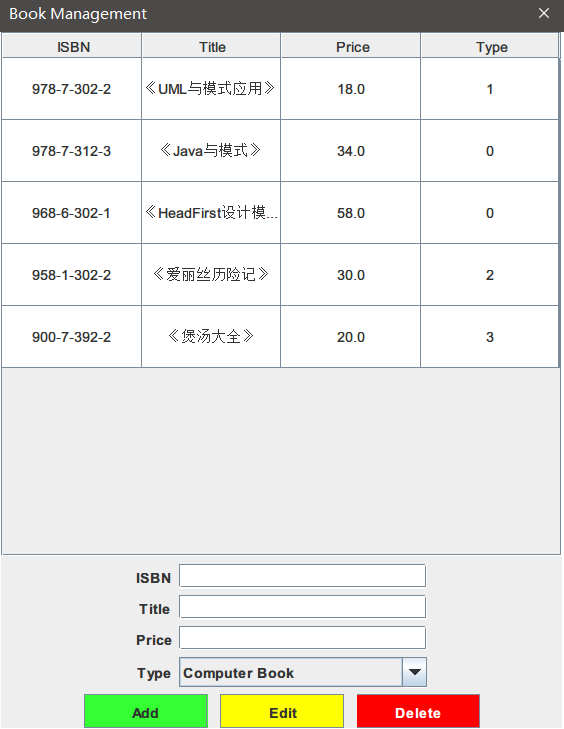 Book Management
ISBN Title Price Type
978-7-302-2 《UML与模式应用》 18.0 1
978-7-312-3 《Java与模式》 34.0 0
968-6-302-1 《HeadFirst设计模... 58.0 0
958-1-302-2 《爱丽丝历险记》 30.0 2
900-7-392-2 《煲汤大全》 20.0 3
ISBN
Title
Price
Type Computer Book
Add Edit Delete